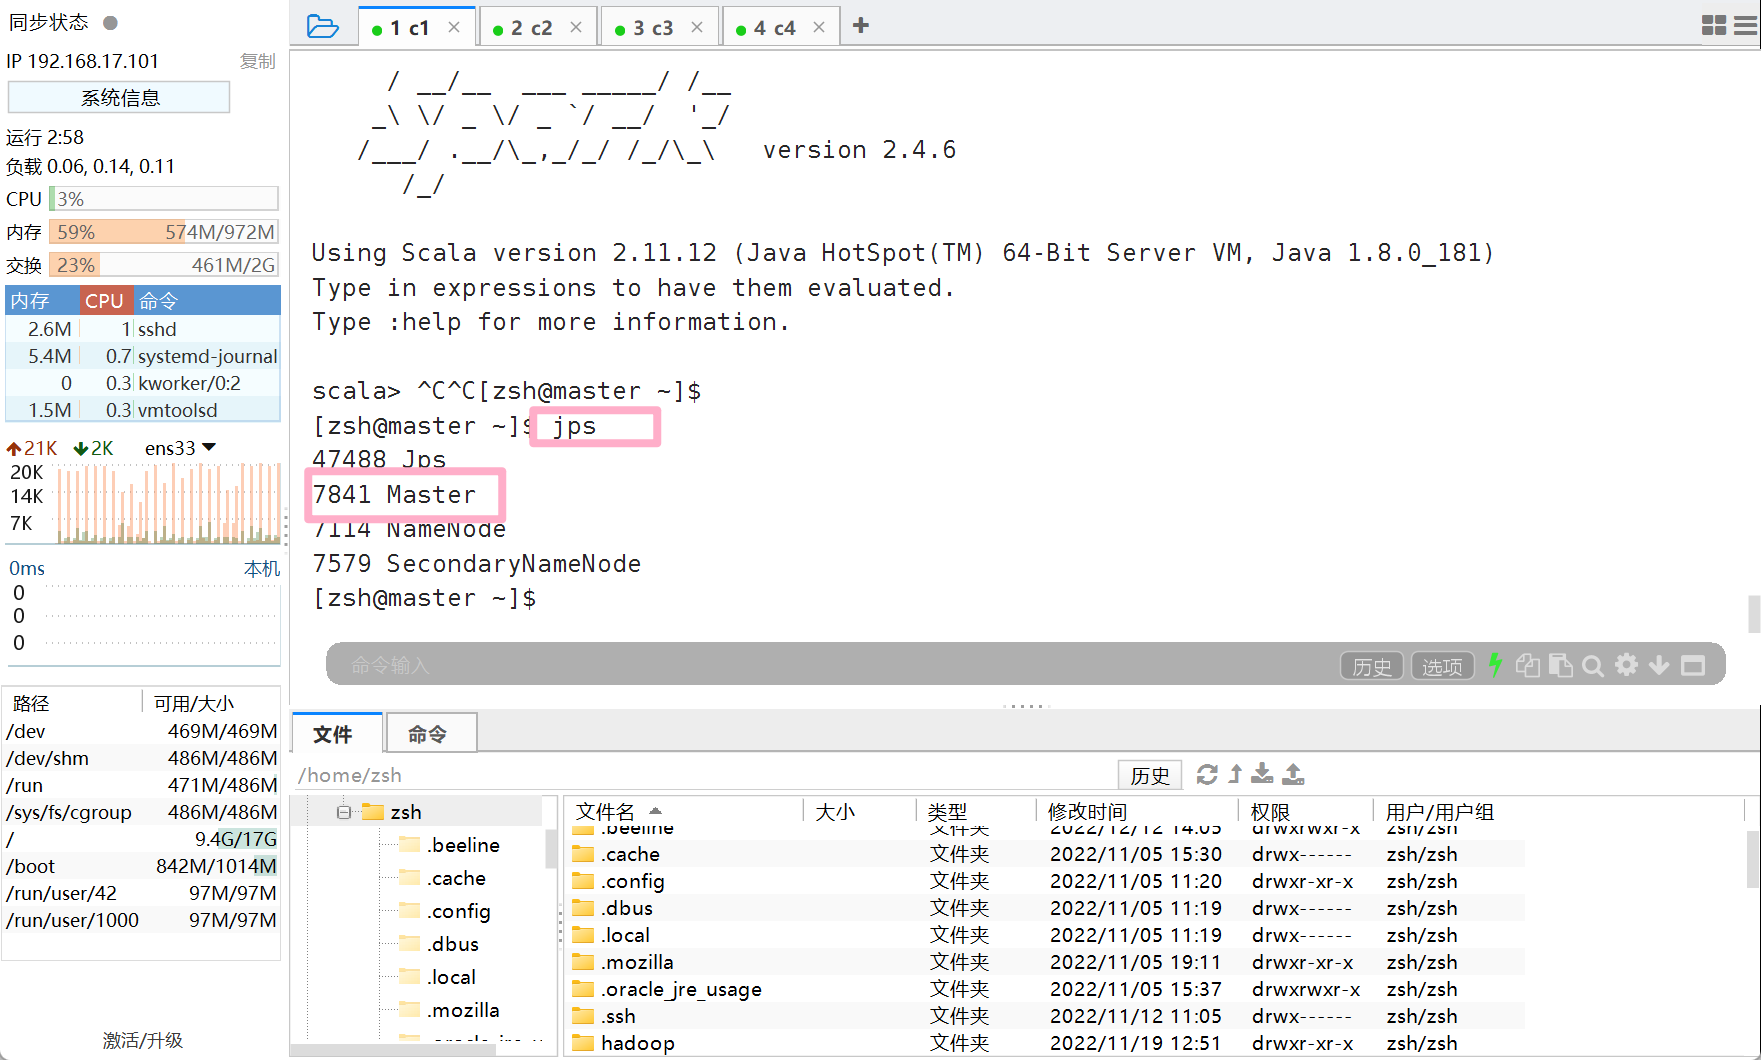 同步状态
IP 192.168.17.101 复制
系统信息
运行 2:58
负载 0.06, 0.14, 0.11
CPU 3%
内存 59% 574M/972M
交换 23% 461M/2G
内存 CPU 命令
2.6M 1 sshd
5.4M 0.7 systemd-journal
0 0.3 kworker/0:2
1.5M 0.3 vmtoolsd
21K 2K ens33
20K
14K
7K
0ms 本机
0
0
0
路径 可用/大小
/dev 469M/469M
/dev/shm 486M/486M
/run 471M/486M
/sys/fs/cgroup 486M/486M
/ 9.4G/17G
/boot 842M/1014M
/run/user/42 97M/97M
/run/user/1000 97M/97M
激活/升级
1 c1 2 c2 3 c3 4 c4
/ __/__  ___ _____/ /__
_\ \/ _ \/ _ `/ __/  '_/
/___/ .__/\_,_/_/ /_/\_\   version 2.4.6
/_/
Using Scala version 2.11.12 (Java HotSpot(TM) 64-Bit Server VM, Java 1.8.0_181)
Type in expressions to have them evaluated.
Type :help for more information.
scala> ^C^C[zsh@master ~]$
[zsh@master ~]$ jps
47488 Jps
7841 Master
7114 NameNode
7579 SecondaryNameNode
[zsh@master ~]$
命令输入 历史 选项
文件 命令
/home/zsh 历史
zsh
.beeline
.cache
.config
.dbus
.local
.mozilla
文件名 大小 类型 修改时间 权限 用户/用户组
.beeline 文件夹 2022/12/12 14:05 drwxrwxr-x zsh/zsh
.cache 文件夹 2022/11/05 15:30 drwx------ zsh/zsh
.config 文件夹 2022/11/05 11:20 drwxr-xr-x zsh/zsh
.dbus 文件夹 2022/11/05 11:19 drwx------ zsh/zsh
.local 文件夹 2022/11/05 11:19 drwx------ zsh/zsh
.mozilla 文件夹 2022/11/05 19:11 drwxr-xr-x zsh/zsh
.oracle_jre_usage 文件夹 2022/11/05 15:37 drwxrwxr-x zsh/zsh
.ssh 文件夹 2022/11/12 11:05 drwx------ zsh/zsh
hadoop 文件夹 2022/11/19 12:51 drwxr-xr-x zsh/zsh